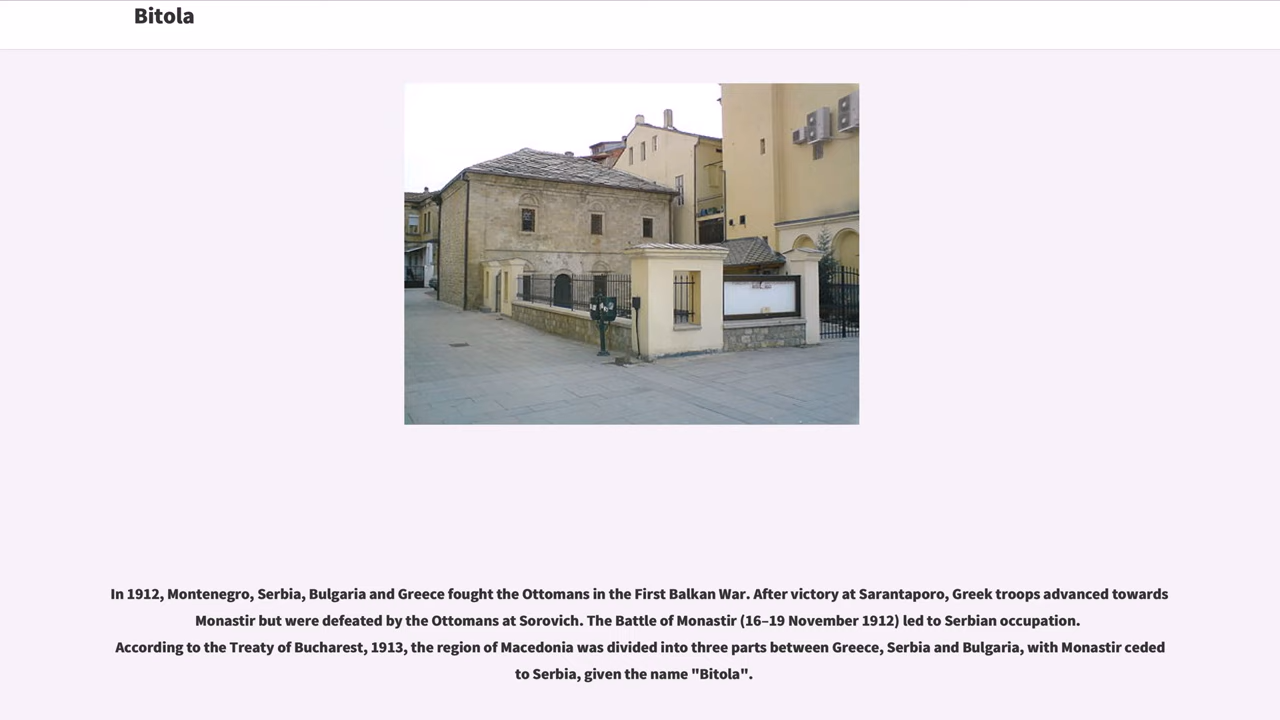 Bitola
In 1912, Montenegro, Serbia, Bulgaria and Greece fought the Ottomans in the First Balkan War. After victory at Sarantaporo, Greek troops advanced towards
Monastir but were defeated by the Ottomans at Sorovich. The Battle of Monastir (16–19 November 1912) led to Serbian occupation.
According to the Treaty of Bucharest, 1913, the region of Macedonia was divided into three parts between Greece, Serbia and Bulgaria, with Monastir ceded
to Serbia, given the name "Bitola".